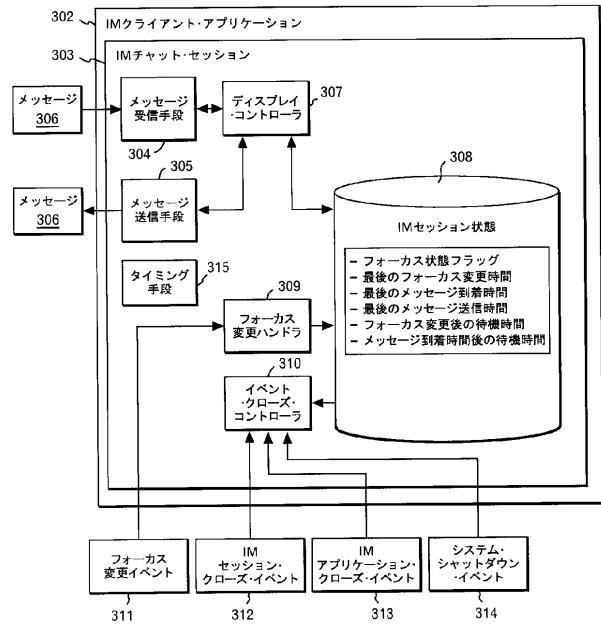 302
IMクライアント・アプリケーション
303
IMチャット・セッション
メッセージ
306
メッセージ
受信手段
304
ディスプレイ
・コントローラ
307
305
メッセージ
306
メッセージ
送信手段
308
IMセッション状態
- フォーカス状態フラッグ
- 最後のフォーカス変更時間
- 最後のメッセージ到着時間
- 最後のメッセージ送信時間
- フォーカス変更後の待機時間
- メッセージ到着時間後の待機時間
タイミング
手段
315
309
フォーカス
変更ハンドラ
310
イベント
・クローズ・
コントローラ
フォーカス
変更イベント
311
IM
セッション・
クローズ・イベント
312
IM
アプリケーション・
クローズ・イベント
313
システム・
シャットダウン
・イベント
314